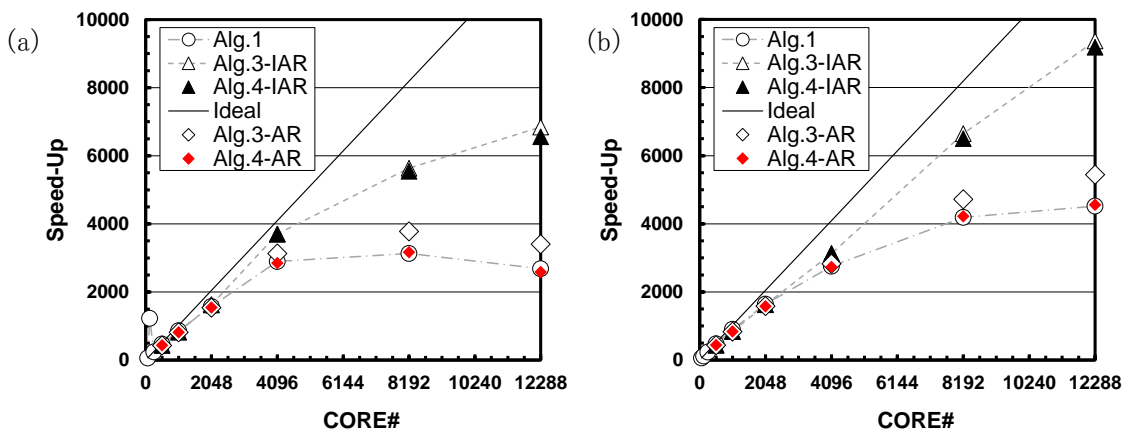 (a)
Speed-Up
10000
8000
6000
4000
2000
0
Alg.1
Alg.3-IAR
Alg.4-IAR
Ideal
Alg.3-AR
Alg.4-AR
0 2048 4096 6144 8192 10240 12288
CORE#
(b)
Speed-Up
10000
8000
6000
4000
2000
0
Alg.1
Alg.3-IAR
Alg.4-IAR
Ideal
Alg.3-AR
Alg.4-AR
0 2048 4096 6144 8192 10240 12288
CORE#